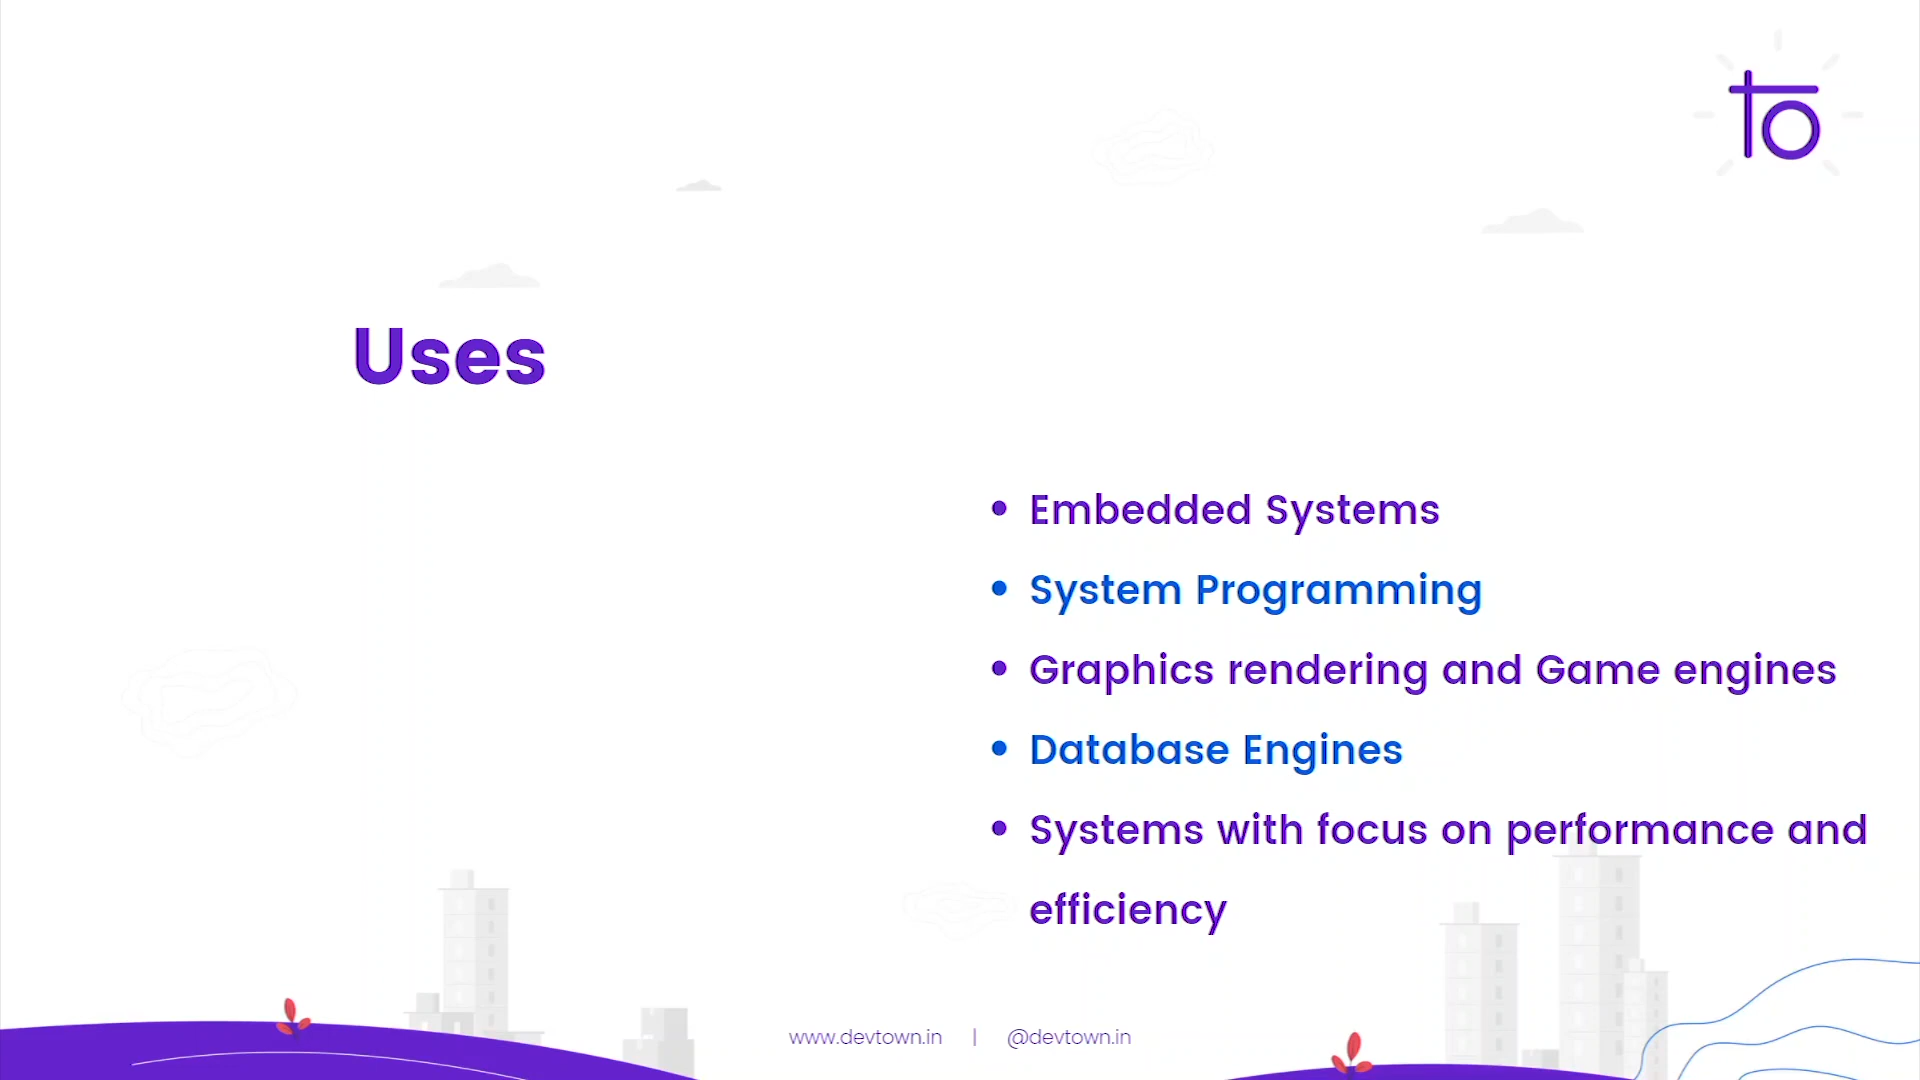 to
Uses
• Embedded Systems
• System Programming
• Graphics rendering and Game engines
• Database Engines
• Systems with focus on performance and
efficiency
www.devtown.in | @devtown.in